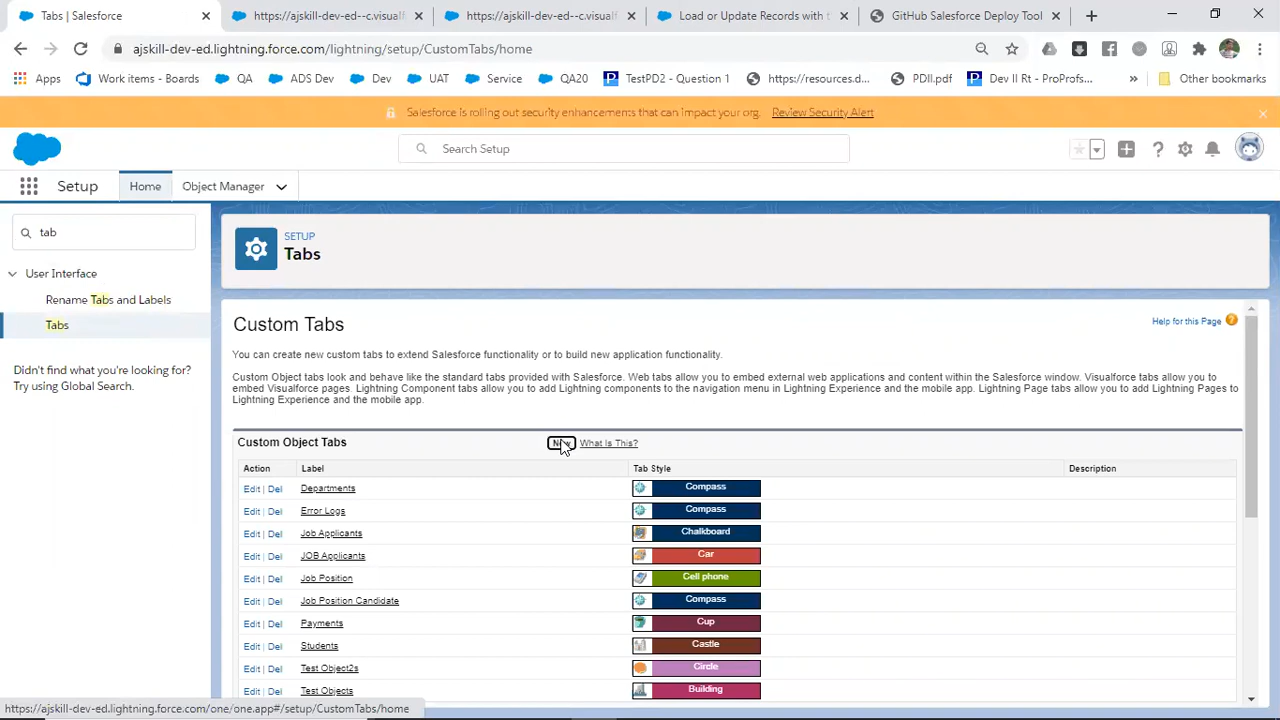 Tabs | Salesforce
https://ajskill-dev-ed--c.visualf
https://ajskill-dev-ed--c.visualf
Load or Update Records with t
GitHub Salesforce Deploy Tool
ajskill-dev-ed.lightning.force.com/lightning/setup/CustomTabs/home
Apps
Work items - Boards
QA
ADS Dev
Dev
UAT
Service
QA20
TestPD2 - Question 1
https://resources.d...
PDII.pdf
Dev II Rt - ProProfs...
»
Other bookmarks
Salesforce is rolling out security enhancements that can impact your org. Review Security Alert
Search Setup
Setup
Home
Object Manager
tab
User Interface
Rename Tabs and Labels
Tabs
Didn't find what you're looking for?
Try using Global Search.
SETUP
Tabs
Custom Tabs
Help for this Page
You can create new custom tabs to extend Salesforce functionality or to build new application functionality.
Custom Object tabs look and behave like the standard tabs provided with Salesforce. Web tabs allow you to embed external web applications and content within the Salesforce window. Visualforce tabs allow you to
embed Visualforce pages. Lightning Component tabs allow you to add Lightning components to the navigation menu in Lightning Experience and the mobile app. Lightning Page tabs allow you to add Lightning Pages to
Lightning Experience and the mobile app.
Custom Object Tabs
What Is This?
Action Label Tab Style Description
Edit | Del Departments Compass
Edit | Del Error Logs Compass
Edit | Del Job Applicants Chalkboard
Edit | Del JOB Applicants Car
Edit | Del Job Position Cell phone
Edit | Del Job Position Candidate Compass
Edit | Del Payments Cup
Edit | Del Students Castle
Edit | Del Test Object2s Circle
Edit | Del Test Objects Building
https://ajskill-dev-ed.lightning.force.com/one/one.app#/setup/CustomTabs/home